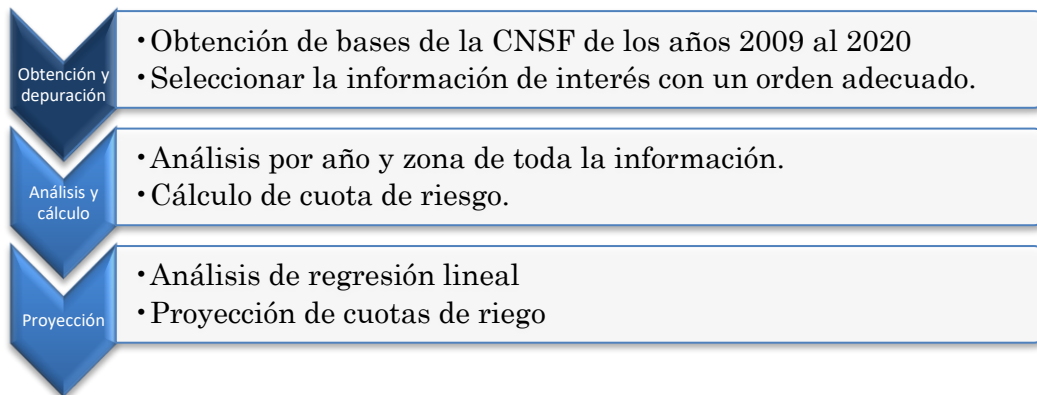 Obtención y
depuración
• Obtención de bases de la CNSF de los años 2009 al 2020
• Seleccionar la información de interés con un orden adecuado.
Análisis y
cálculo
• Análisis por año y zona de toda la información.
• Cálculo de cuota de riesgo.
Proyección
• Análisis de regresión lineal
• Proyección de cuotas de riego